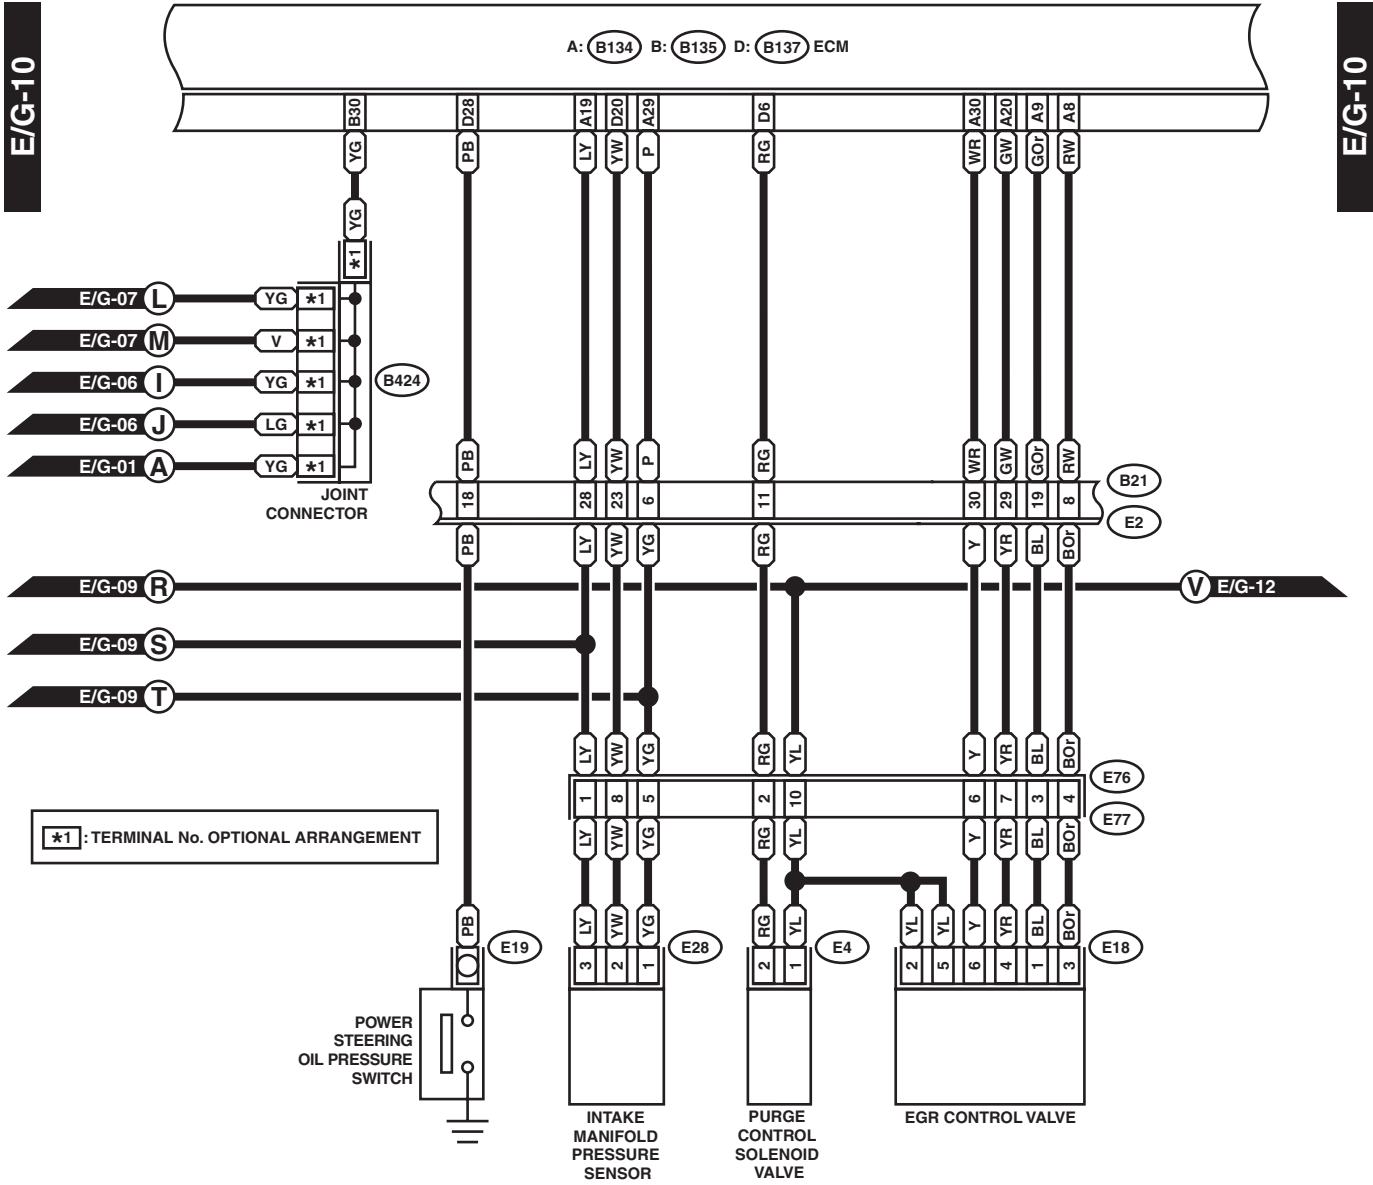 E/G-10
E/G-10
A: B134 B: B135 D: B137 ECM
B30 D28 A19 D20 A29 D6 A30 A20 A9 A8
YG PB LY YW P RG WR GW GOr RW
YG
*1
E/G-07 L YG *1
E/G-07 M V *1
E/G-06 I YG *1
B424
E/G-06 J LG *1
E/G-01 A YG *1
JOINT
CONNECTOR
PB LY YW P RG WR GW GOr RW
B21
18 28 23 6 11 30 29 19 8
E2
PB LY YW YG RG Y YR BL BOr
E/G-09 R
V E/G-12
E/G-09 S
E/G-09 T
LY YW YG RG YL Y YR BL BOr
E76
1 8 5 2 10 6 7 3 4
E77
LY YW YG RG YL Y YR BL BOr
*1 : TERMINAL No. OPTIONAL ARRANGEMENT
PB LY YW YG RG YL YL YL Y YR BL BOr
E19 E28 E4 E18
3 2 1 2 1 2 5 6 4 1 3
POWER
STEERING
OIL PRESSURE
SWITCH
INTAKE
MANIFOLD
PRESSURE
SENSOR
PURGE
CONTROL
SOLENOID
VALVE
EGR CONTROL VALVE